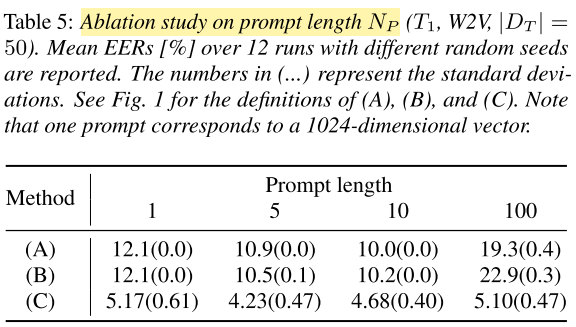 Table 5: Ablation study on prompt length N_P (T_1, W2V, |D_T| =
50). Mean EERs [%] over 12 runs with different random seeds
are reported. The numbers in (...) represent the standard devi-
ations. See Fig. 1 for the definitions of (A), (B), and (C). Note
that one prompt corresponds to a 1024-dimensional vector.
Method Prompt length
1 5 10 100
(A) 12.1(0.0) 10.9(0.0) 10.0(0.0) 19.3(0.4)
(B) 12.1(0.0) 10.5(0.1) 10.2(0.0) 22.9(0.3)
(C) 5.17(0.61) 4.23(0.47) 4.68(0.40) 5.10(0.47)